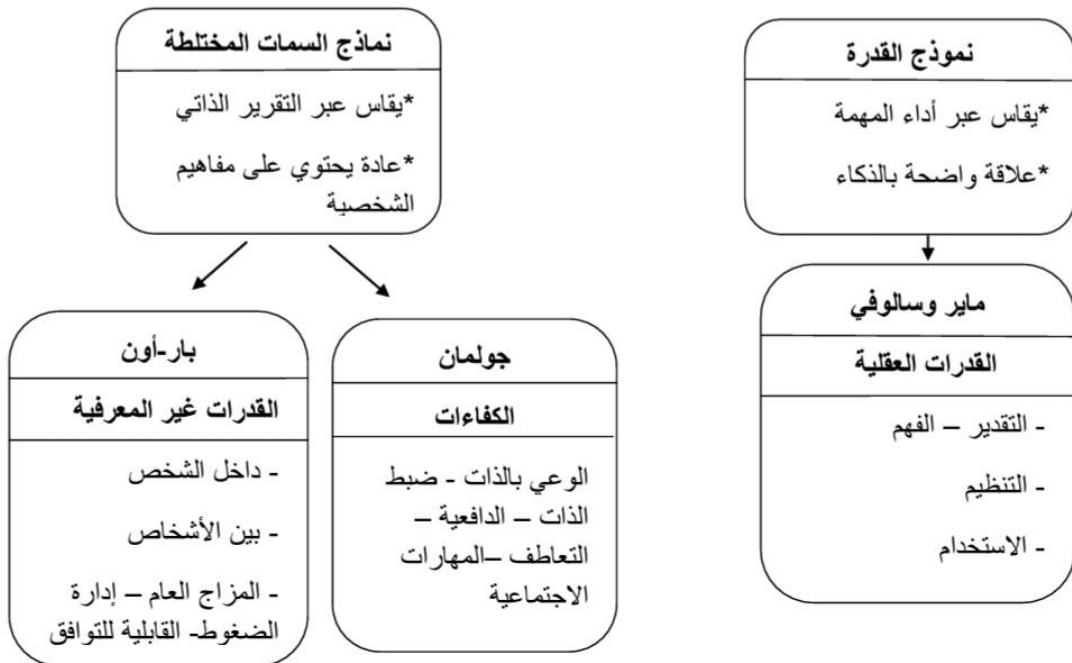 نموذج القدرة
*يقاس عبر أداء المهمة
*علاقة واضحة بالذكاء
ماير وسالوفي
القدرات العقلية
- التقدير – الفهم
- التنظيم
- الاستخدام
نماذج السمات المختلطة
*يقاس عبر التقرير الذاتي
*عادة يحتوي على مفاهيم
الشخصية
جولمان
الكفاءات
الوعي بالذات - ضبط
الذات – الدافعية –
التعاطف –المهارات
الاجتماعية
بار-أون
القدرات غير المعرفية
- داخل الشخص
- بين الأشخاص
- المزاج العام – إدارة
الضغوط- القابلية للتوافق